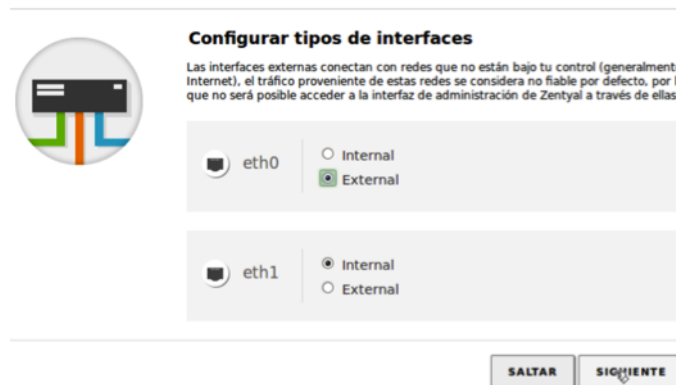 Configurar tipos de interfaces
Las interfaces externas conectan con redes que no están bajo tu control (generalmente
Internet), el tráfico proveniente de estas redes se considera no fiable por defecto, por l
que no será posible acceder a la interfaz de administración de Zentyal a través de ellas
eth0
Internal
External
eth1
Internal
External
SALTAR
SIGUIENTE